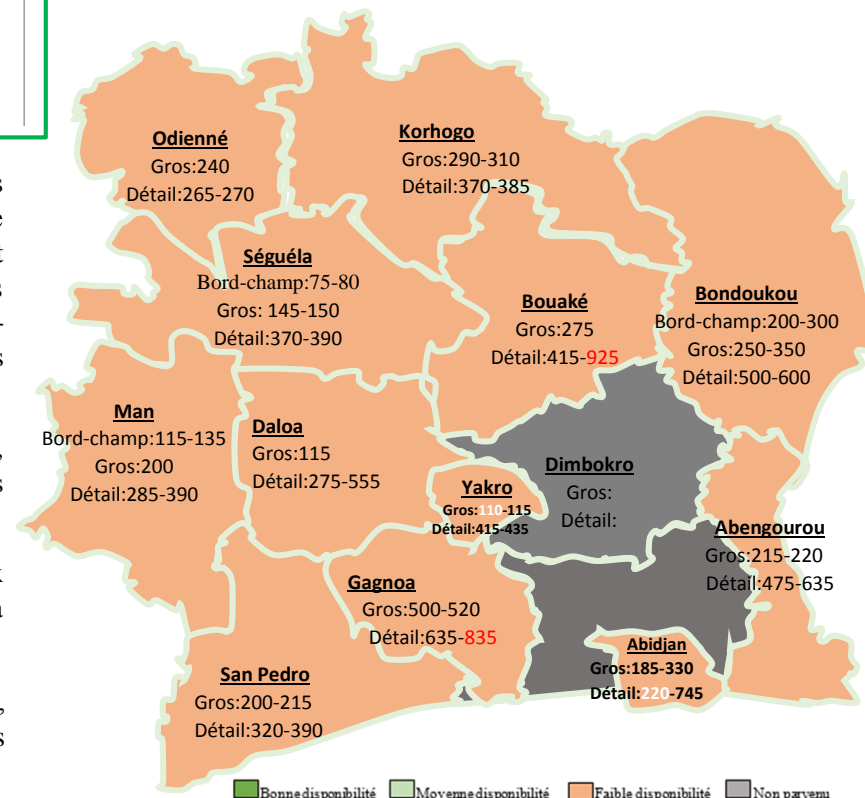 s
e
t
s
-
s
,
s
k
a
,
s
Odienné
Gros:240
Détail:265-270
Korhogo
Gros:290-310
Détail:370-385
Séguéla
Bord-champ:75-80
Gros: 145-150
Détail:370-390
Bouaké
Gros:275
Détail:415-925
Bondoukou
Bord-champ:200-300
Gros:250-350
Détail:500-600
Man
Bord-champ:115-135
Gros:200
Détail:285-390
Daloa
Gros:115
Détail:275-555
Yakro
Gros:110-115
Détail:415-435
Dimbokro
Gros:
Détail:
Abengourou
Gros:215-220
Détail:475-635
Gagnoa
Gros:500-520
Détail:635-835
Abidjan
Gros:185-330
Détail:220-745
San Pedro
Gros:200-215
Détail:320-390
Bonne disponibilité Moyenne disponibilité Faible disponibilité Non parvenu